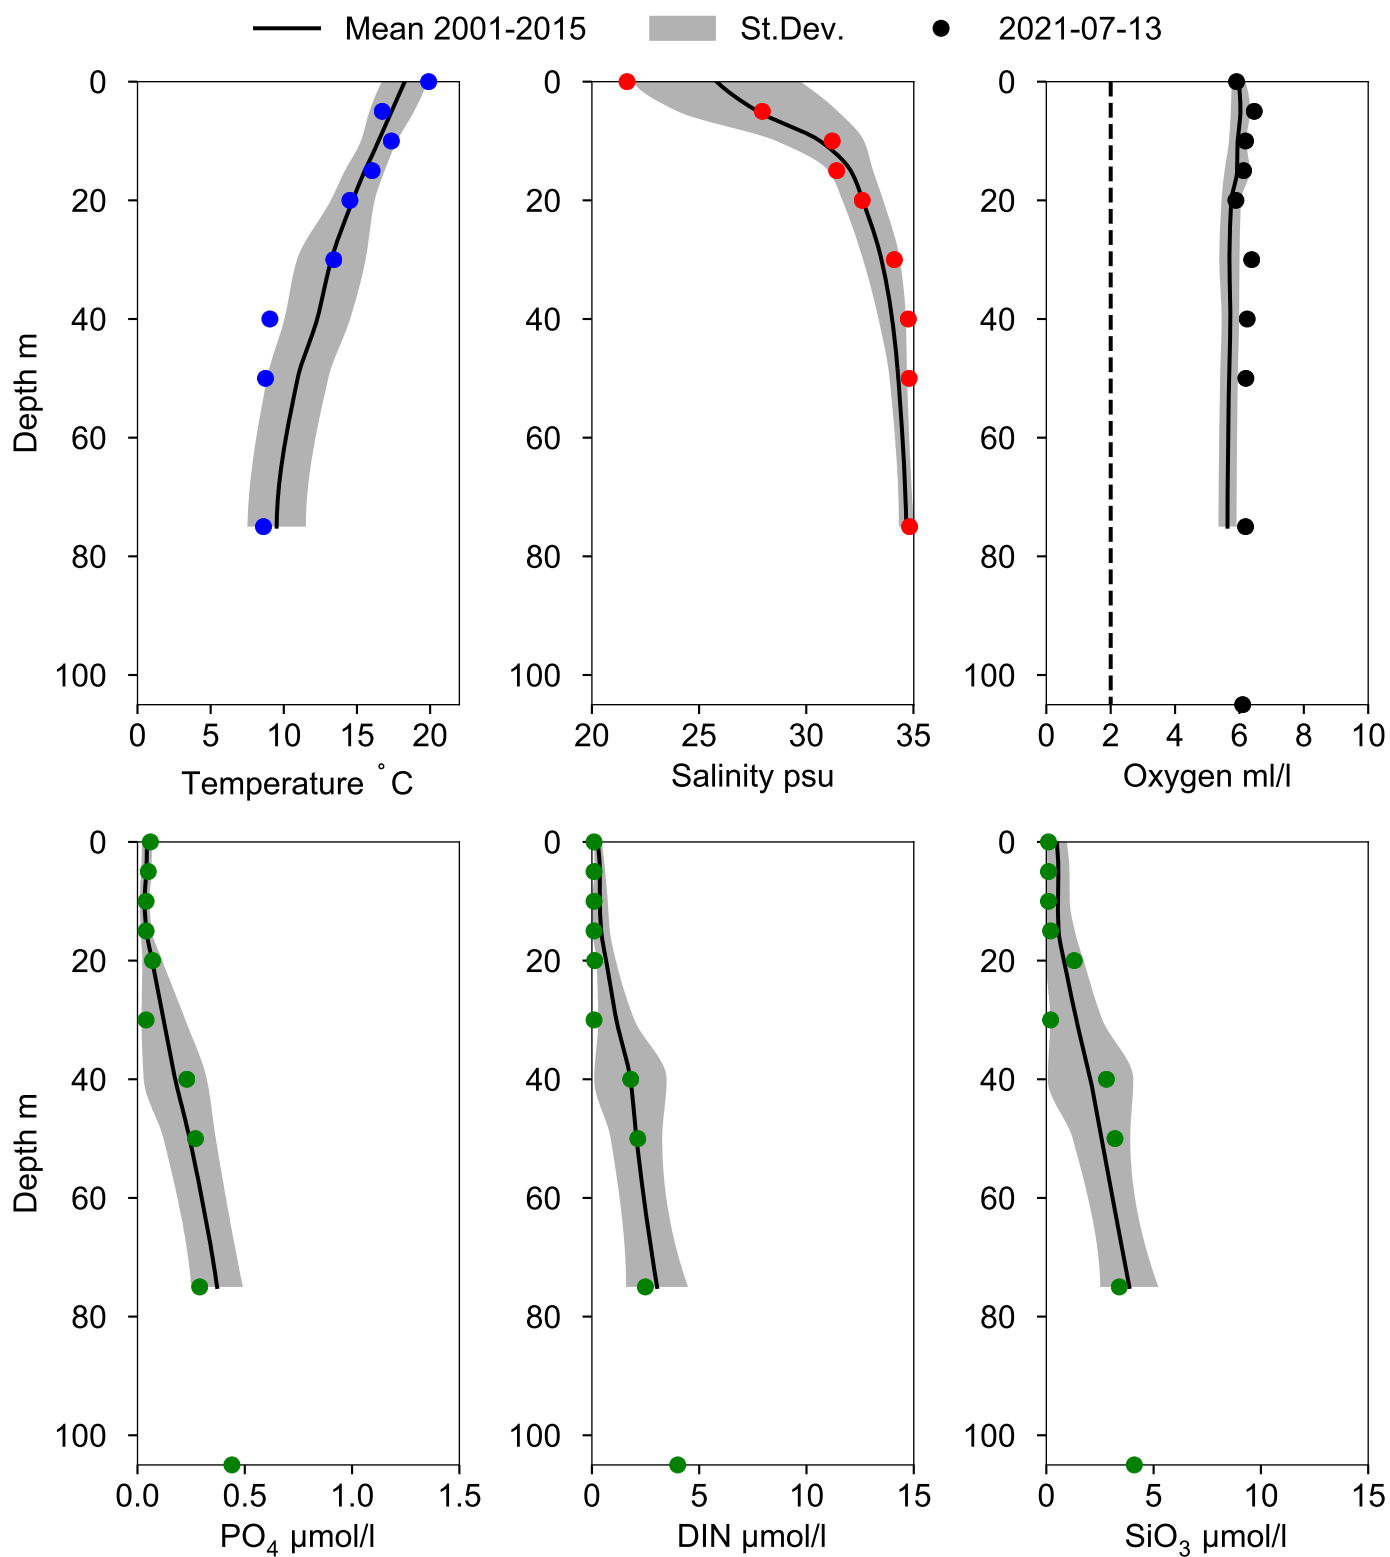 Mean 2001-2015 St.Dev. 2021-07-13
0 0 0
20 20 20
40 40 40
60 60 60
80 80 80
100 100 100
Depth m
0 5 10 15 20 20 25 30 35 0 2 4 6 8 10
Temperature ˚C Salinity psu Oxygen ml/l
0 0 0
20 20 20
40 40 40
60 60 60
80 80 80
100 100 100
Depth m
0.0 0.5 1.0 1.5 0 5 10 15 0 5 10 15
PO₄ µmol/l DIN µmol/l SiO₃ µmol/l